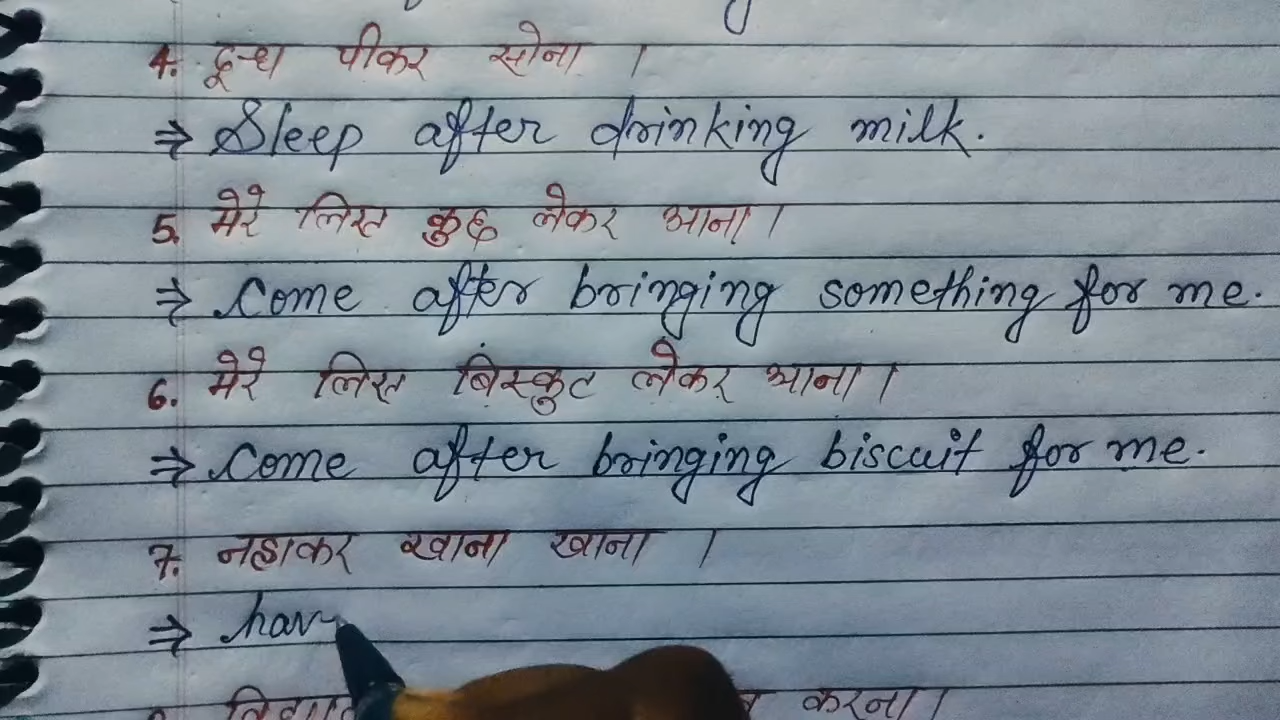 4. दूध पीकर सोना ।
⇒ Sleep after drinking milk.
5. मेरे लिए कुछ लेकर आना ।
⇒ Come after bringing something for me.
6. मेरे लिए बिस्कुट लेकर आना ।
⇒ Come after bringing biscuit for me.
7. नहाकर खाना खाना ।
⇒ hav
करना ।